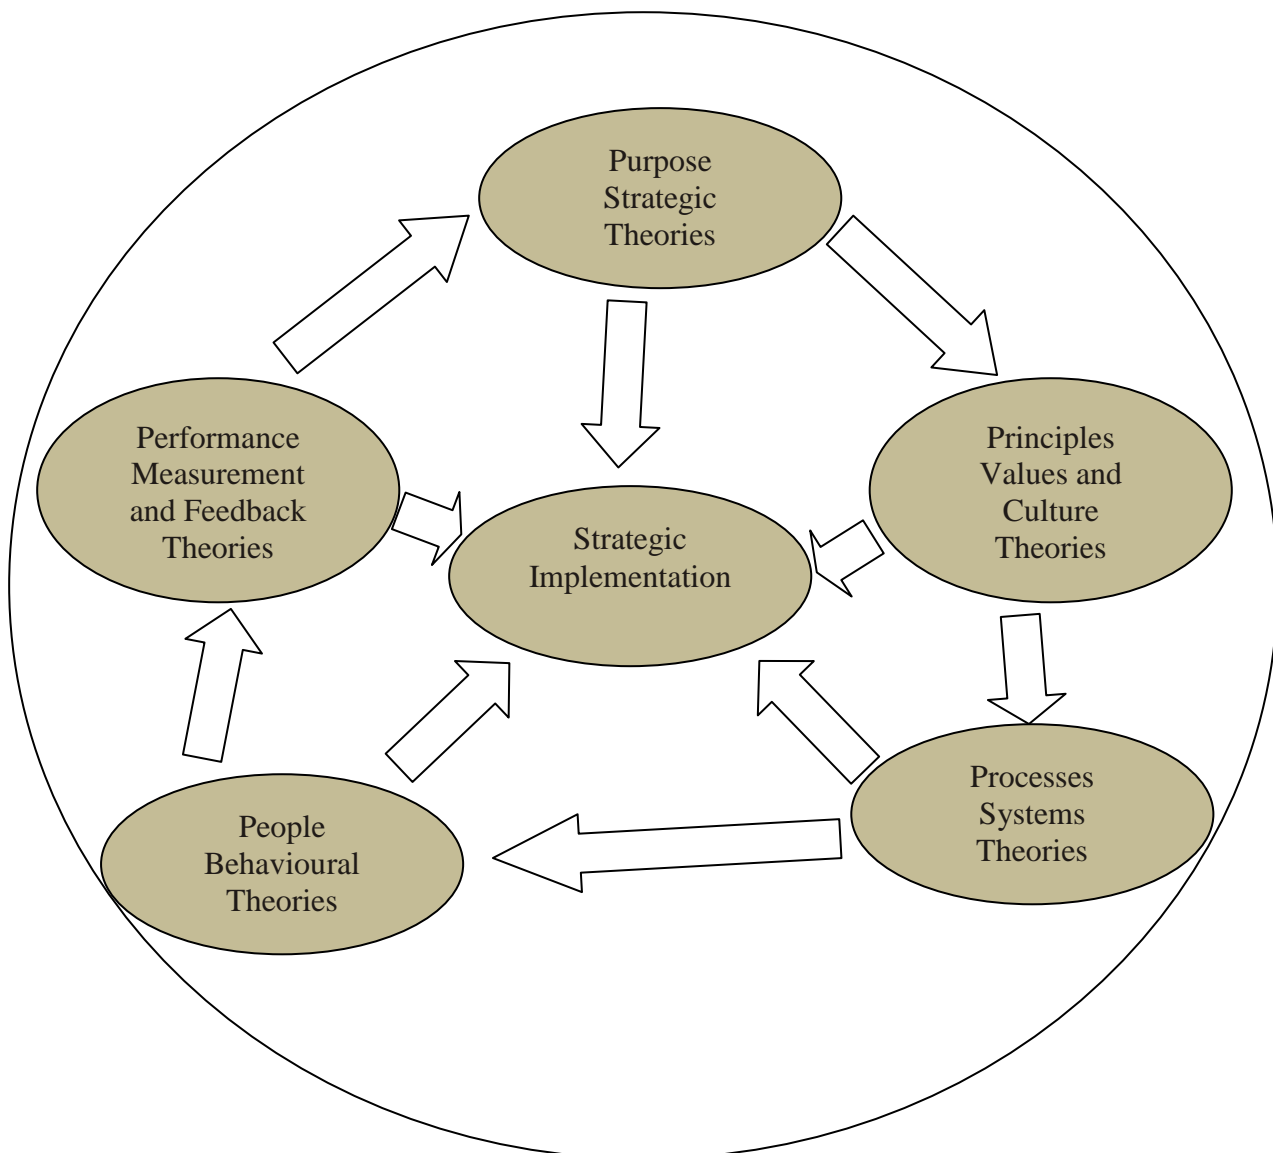 Purpose
Strategic
Theories
Performance
Measurement
and Feedback
Theories
Principles
Values and
Culture
Theories
Strategic
Implementation
People
Behavioural
Theories
Processes
Systems
Theories